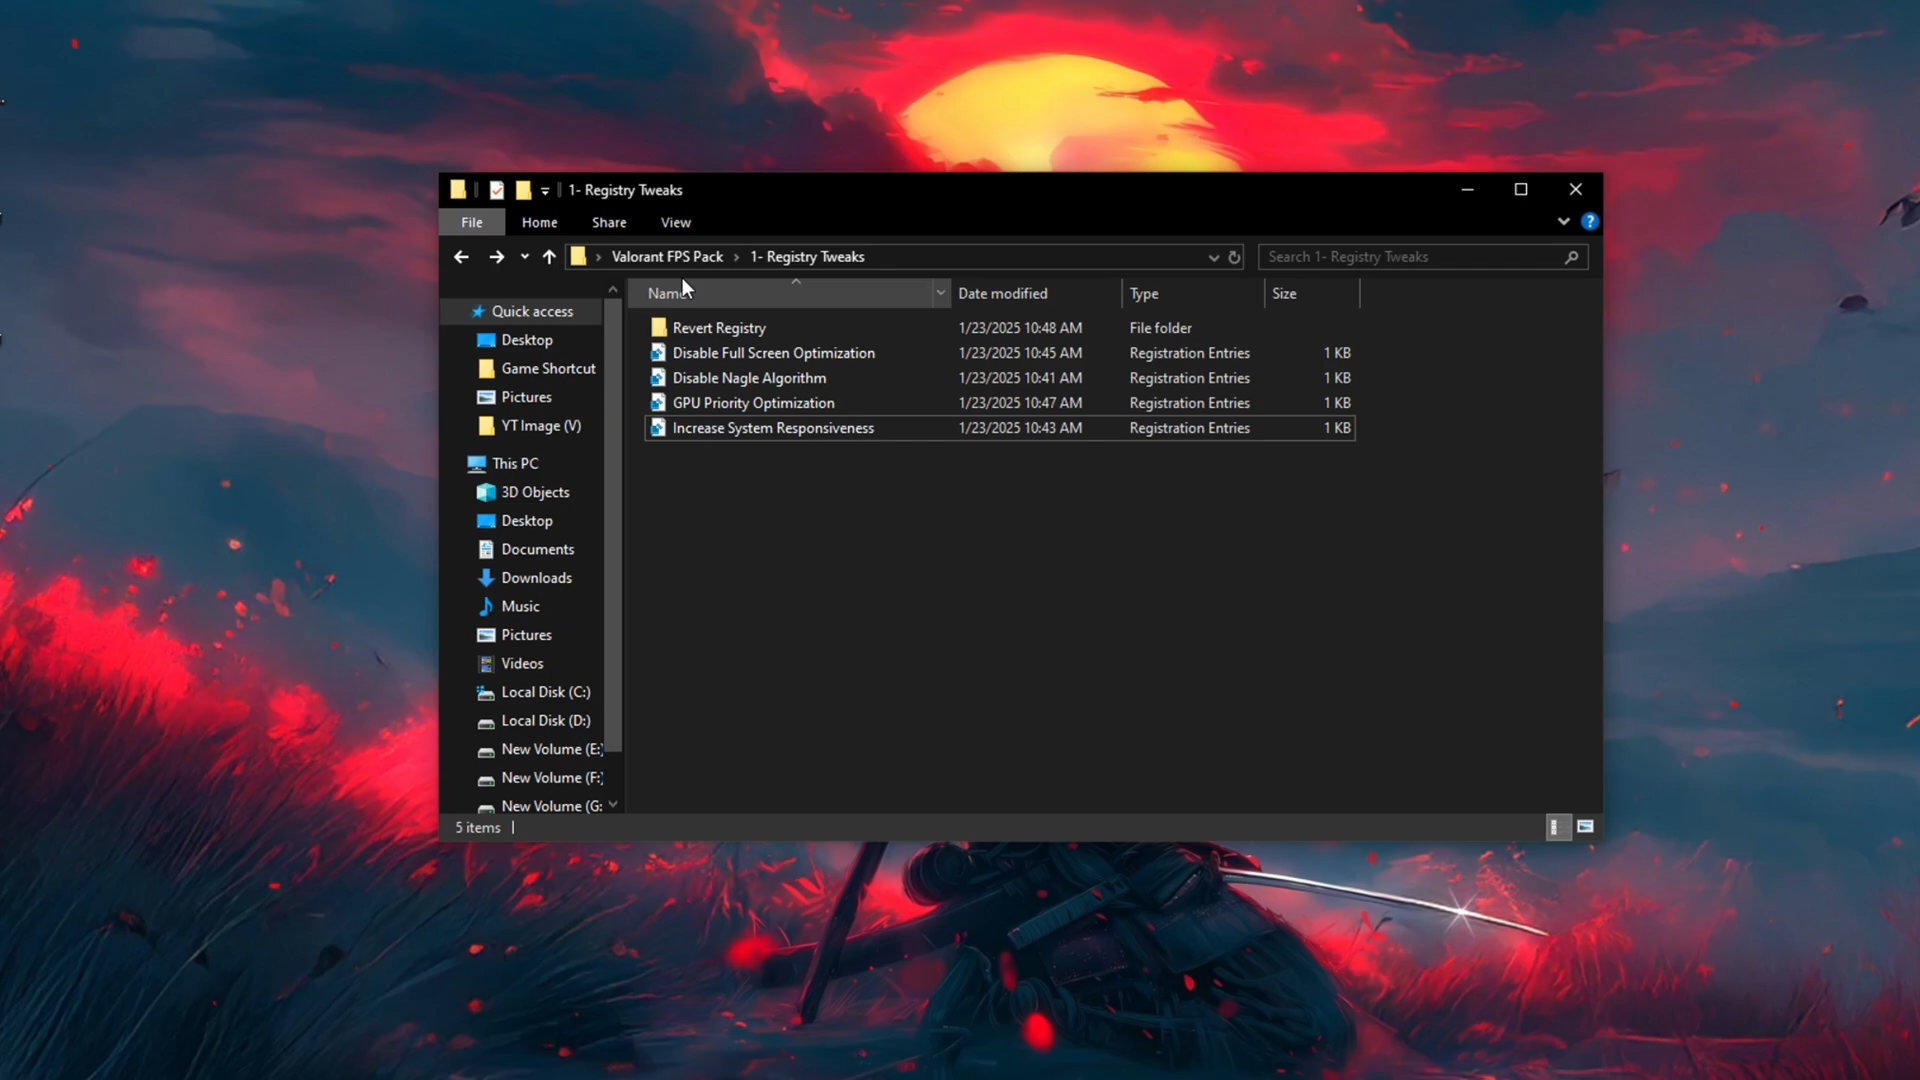 1- Registry Tweaks
File Home Share View
Valorant FPS Pack > 1- Registry Tweaks Search 1- Registry Tweaks
Name Date modified Type Size
Quick access
Desktop
Game Shortcut
Pictures
YT Image (V)
This PC
3D Objects
Desktop
Documents
Downloads
Music
Pictures
Videos
Local Disk (C:)
Local Disk (D:)
New Volume (E:)
New Volume (F:)
New Volume (G:
Revert Registry 1/23/2025 10:48 AM File folder
Disable Full Screen Optimization 1/23/2025 10:45 AM Registration Entries 1 KB
Disable Nagle Algorithm 1/23/2025 10:41 AM Registration Entries 1 KB
GPU Priority Optimization 1/23/2025 10:47 AM Registration Entries 1 KB
Increase System Responsiveness 1/23/2025 10:43 AM Registration Entries 1 KB
5 items